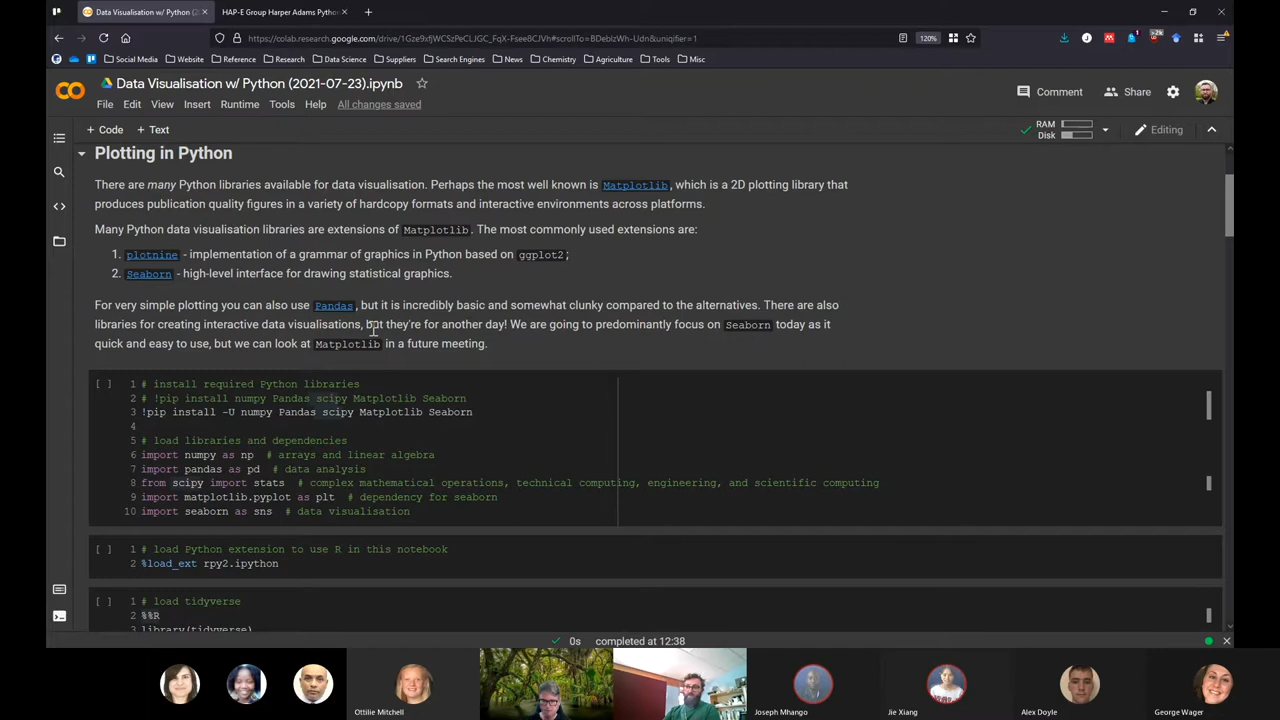 Data Visualisation w/ Python (2
HAP-E Group Harper Adams Pytho
https://colab.research.google.com/drive/1Gze9xfjWCSzPeCLJGC_FqX-Fsee8CJVh#scrollTo=BDeblzWh-Udn&uniqifier=1
120%
Social Media Website Reference Research Data Science Suppliers Search Engines News Chemistry Agriculture Tools Misc
Data Visualisation w/ Python (2021-07-23).ipynb
Comment Share
File Edit View Insert Runtime Tools Help All changes saved
+ Code + Text
RAM
Disk
Editing
Plotting in Python
There are many Python libraries available for data visualisation. Perhaps the most well known is Matplotlib, which is a 2D plotting library that
produces publication quality figures in a variety of hardcopy formats and interactive environments across platforms.
Many Python data visualisation libraries are extensions of Matplotlib. The most commonly used extensions are:
1. plotnine - implementation of a grammar of graphics in Python based on ggplot2;
2. Seaborn - high-level interface for drawing statistical graphics.
For very simple plotting you can also use Pandas, but it is incredibly basic and somewhat clunky compared to the alternatives. There are also
libraries for creating interactive data visualisations, but they're for another day! We are going to predominantly focus on Seaborn today as it
quick and easy to use, but we can look at Matplotlib in a future meeting.
[ ] 1 # install required Python libraries
2 # !pip install numpy Pandas scipy Matplotlib Seaborn
3 !pip install -U numpy Pandas scipy Matplotlib Seaborn
4
5 # load libraries and dependencies
6 import numpy as np # arrays and linear algebra
7 import pandas as pd # data analysis
8 from scipy import stats # complex mathematical operations, technical computing, engineering, and scientific computing
9 import matplotlib.pyplot as plt # dependency for seaborn
10 import seaborn as sns # data visualisation
[ ] 1 # load Python extension to use R in this notebook
2 %load_ext rpy2.ipython
[ ] 1 # load tidyverse
2 %%R
3 library(tidyverse)
0s completed at 12:38
Ottilie Mitchell
Joseph Mhango
Jie Xiang
Alex Doyle
George Wager